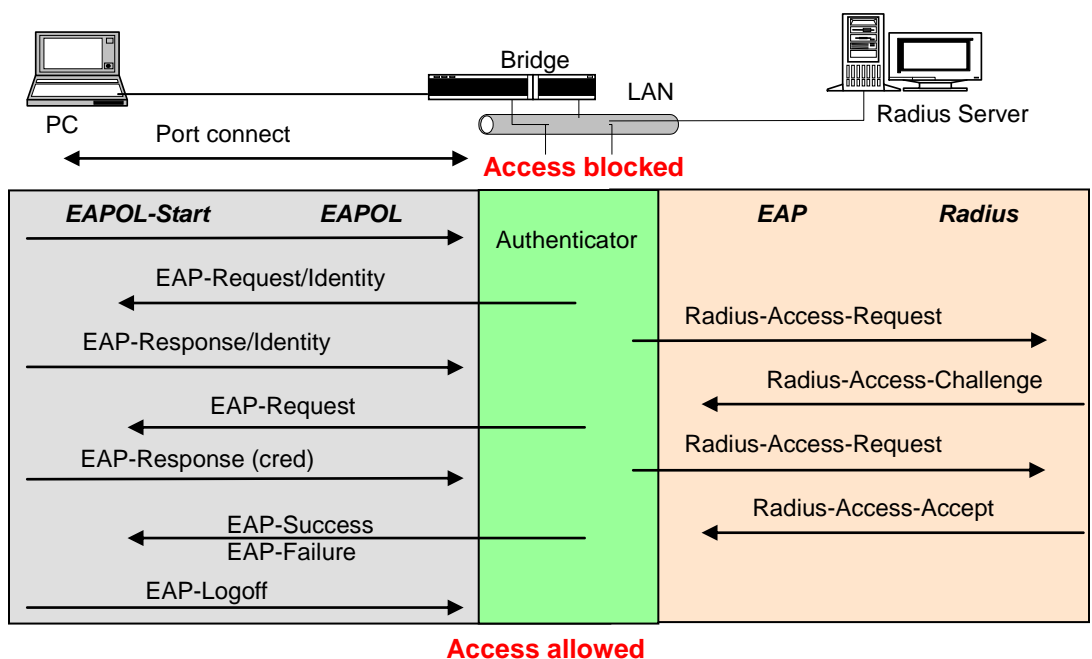 Bridge
LAN
PC
Radius Server
Port connect
Access blocked
EAPOL-Start EAPOL
EAP Radius
Authenticator
EAP-Request/Identity
Radius-Access-Request
EAP-Response/Identity
Radius-Access-Challenge
EAP-Request
Radius-Access-Request
EAP-Response (cred)
Radius-Access-Accept
EAP-Success
EAP-Failure
EAP-Logoff
Access allowed